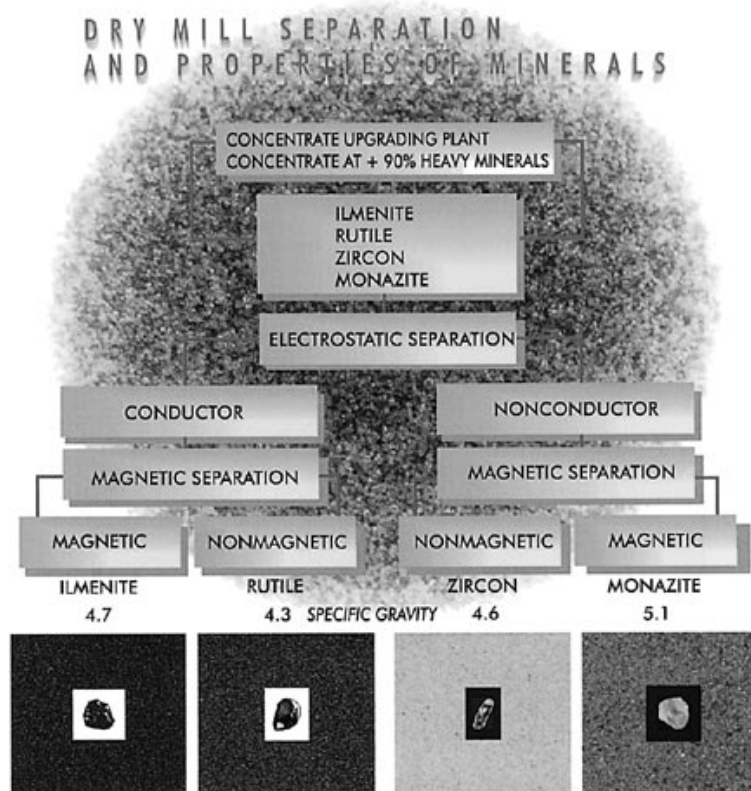 DRY MILL SEPARATION
AND PROPERTIES OF MINERALS
CONCENTRATE UPGRADING PLANT
CONCENTRATE AT + 90% HEAVY MINERALS
ILMENITE
RUTILE
ZIRCON
MONAZITE
ELECTROSTATIC SEPARATION
CONDUCTOR
NONCONDUCTOR
MAGNETIC SEPARATION
MAGNETIC SEPARATION
MAGNETIC
NONMAGNETIC
NONMAGNETIC
MAGNETIC
ILMENITE
RUTILE
ZIRCON
MONAZITE
4.7
4.3 SPECIFIC GRAVITY 4.6
5.1